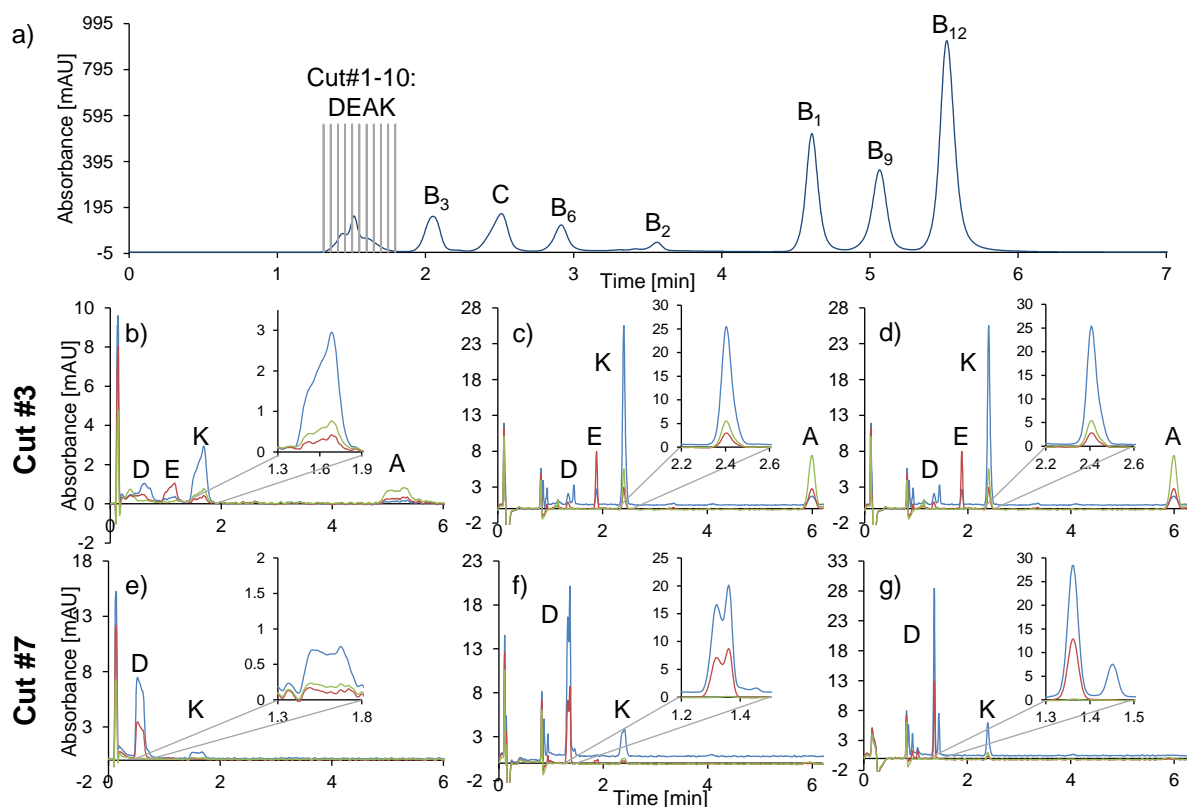 a)
Absorbance [mAU]
995
795
595
395
195
-5
Cut#1-10:
DEAK
B3
C
B6
B2
B1
B9
B12
0 1 2 3 4 5 6 7
Time [min]
Cut #3
b)
Absorbance [mAU]
10
8
6
4
2
0
-2
D E K A
3
2
1
0
1.3 1.6 1.9
0 2 4 6
c)
28
23
18
13
8
3
-2
D E K A
30
25
20
15
10
5
0
2.2 2.4 2.6
0 2 4 6
d)
28
23
18
13
8
3
-2
D E K A
30
25
20
15
10
5
0
2.2 2.4 2.6
0 2 4 6
Cut #7
e)
Absorbance [mAU]
18
13
8
3
-2
D K
2
1.5
1
0.5
0
1.3 1.8
0 2 4 6
f)
23
18
13
8
3
-2
D K
25
20
15
10
5
0
1.2 1.4
0 2 4 6
Time [min]
g)
33
28
23
18
13
8
3
-2
D K
30
25
20
15
10
5
0
1.3 1.4 1.5
0 2 4 6